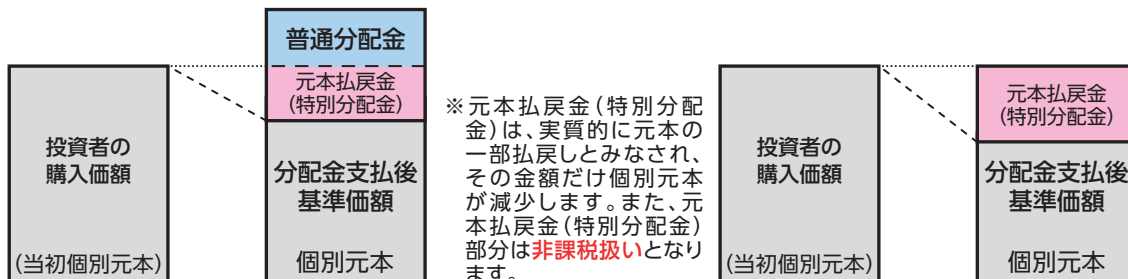 投資者の
購入価額
(当初個別元本)
普通分配金
元本払戻金
(特別分配金)
分配金支払後
基準価額
個別元本
※元本払戻金(特別分配
金)は、実質的に元本の
一部払戻しとみなされ、
その金額だけ個別元本
が減少します。また、元
本払戻金(特別分配金)
部分は非課税扱いとなり
ます。
投資者の
購入価額
(当初個別元本)
元本払戻金
(特別分配金)
分配金支払後
基準価額
個別元本